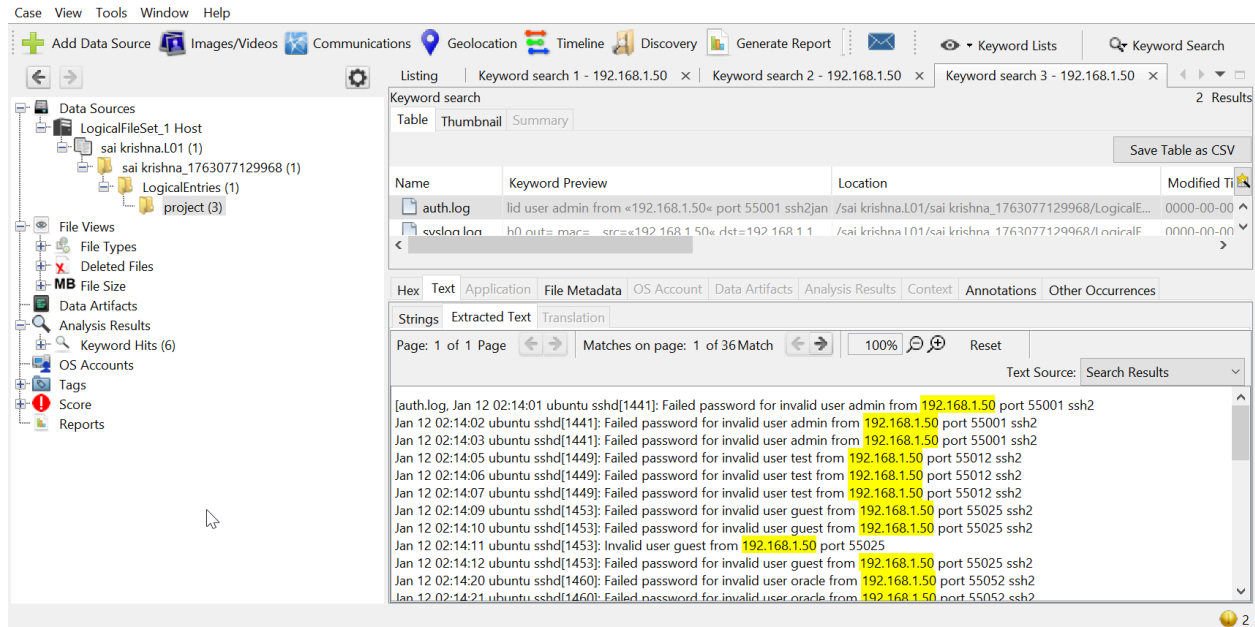 Case View Tools Window Help
Add Data Source Images/Videos Communications Geolocation Timeline Discovery Generate Report Keyword Lists Keyword Search
Listing Keyword search 1 - 192.168.1.50 × Keyword search 2 - 192.168.1.50 × Keyword search 3 - 192.168.1.50 ×
Data Sources
LogicalFileSet_1 Host
sai krishna.L01 (1)
sai krishna_1763077129968 (1)
LogicalEntries (1)
project (3)
File Views
File Types
Deleted Files
MB File Size
Data Artifacts
Analysis Results
Keyword Hits (6)
OS Accounts
Tags
Score
Reports
Keyword search 2 Results
Table Thumbnail Summary
Save Table as CSV
Name Keyword Preview Location Modified Ti
auth.log lid user admin from «192.168.1.50« port 55001 ssh2jan /sai krishna.L01/sai krishna_1763077129968/LogicalE... 0000-00-00
syslog.log h0 out= mac= src=«192.168.1.50« dst=192.168.1.1 /sai krishna.L01/sai krishna_1763077129968/LogicalE 0000-00-00
Hex Text Application File Metadata OS Account Data Artifacts Analysis Results Context Annotations Other Occurrences
Strings Extracted Text Translation
Page: 1 of 1 Page Matches on page: 1 of 36 Match 100% Reset
Text Source: Search Results
[auth.log, Jan 12 02:14:01 ubuntu sshd[1441]: Failed password for invalid user admin from 192.168.1.50 port 55001 ssh2
Jan 12 02:14:02 ubuntu sshd[1441]: Failed password for invalid user admin from 192.168.1.50 port 55001 ssh2
Jan 12 02:14:03 ubuntu sshd[1441]: Failed password for invalid user admin from 192.168.1.50 port 55001 ssh2
Jan 12 02:14:05 ubuntu sshd[1449]: Failed password for invalid user test from 192.168.1.50 port 55012 ssh2
Jan 12 02:14:06 ubuntu sshd[1449]: Failed password for invalid user test from 192.168.1.50 port 55012 ssh2
Jan 12 02:14:07 ubuntu sshd[1449]: Failed password for invalid user test from 192.168.1.50 port 55012 ssh2
Jan 12 02:14:09 ubuntu sshd[1453]: Failed password for invalid user guest from 192.168.1.50 port 55025 ssh2
Jan 12 02:14:10 ubuntu sshd[1453]: Failed password for invalid user guest from 192.168.1.50 port 55025 ssh2
Jan 12 02:14:11 ubuntu sshd[1453]: Invalid user guest from 192.168.1.50 port 55025
Jan 12 02:14:12 ubuntu sshd[1453]: Failed password for invalid user guest from 192.168.1.50 port 55025 ssh2
Jan 12 02:14:20 ubuntu sshd[1460]: Failed password for invalid user oracle from 192.168.1.50 port 55052 ssh2
Jan 12 02:14:21 ubuntu sshd[1460]: Failed password for invalid user oracle from 192.168.1.50 port 55052 ssh2
2